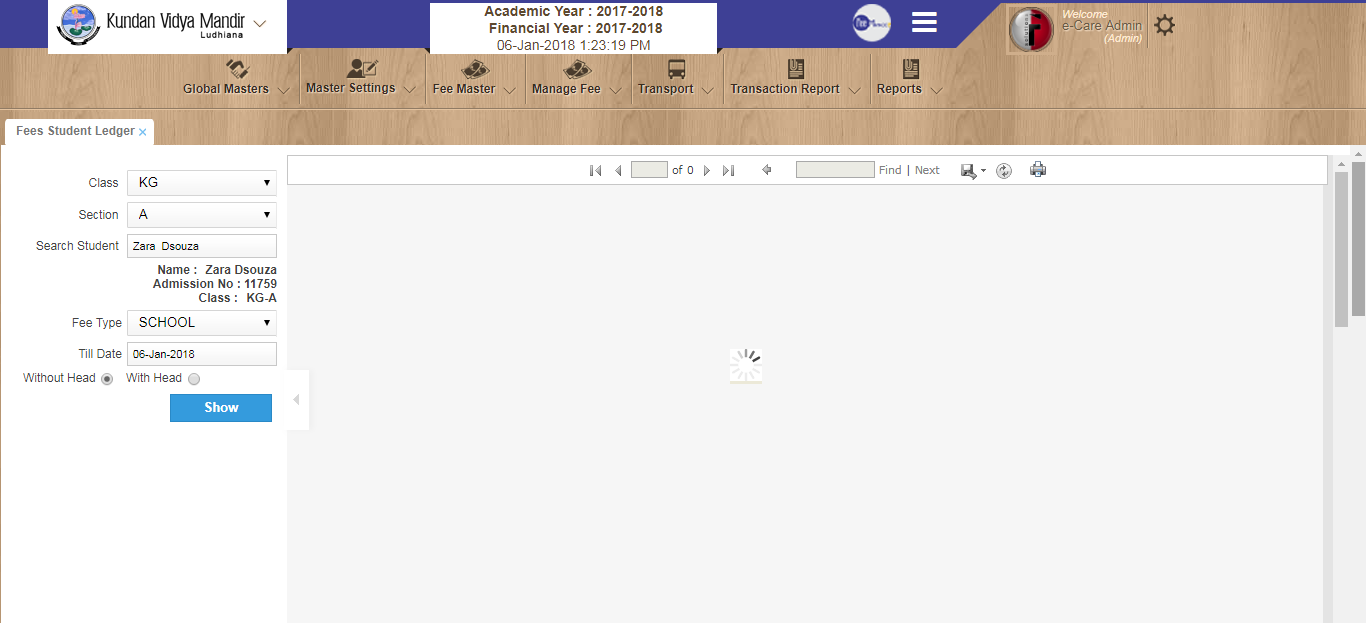 Kundan Vidya Mandir
Ludhiana
Academic Year : 2017-2018
Financial Year : 2017-2018
06-Jan-2018 1:23:19 PM
Welcome
e-Care Admin
(Admin)
Global Masters
Master Settings
Fee Master
Manage Fee
Transport
Transaction Report
Reports
Fees Student Ledger ×
of 0
Find | Next
Class KG
Section A
Search Student Zara Dsouza
Name : Zara Dsouza
Admission No : 11759
Class : KG-A
Fee Type SCHOOL
Till Date 06-Jan-2018
Without Head With Head
Show